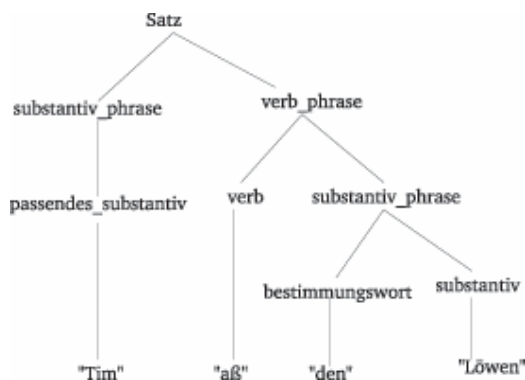 Satz
substantiv_phrase verb_phrase
passendes_substantiv verb substantiv_phrase
bestimmungswort substantiv
"Tim" "aß" "den" "Löwen"